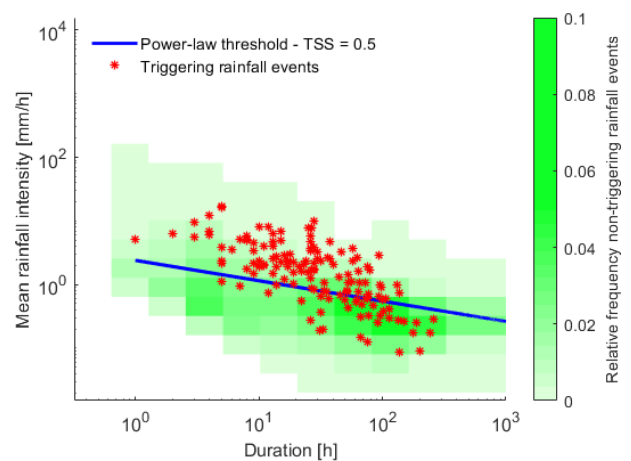 Power-law threshold - TSS = 0.5
Triggering rainfall events
Mean rainfall intensity [mm/h]
10^4
10^2
10^0
10^0
10^1
10^2
10^3
Duration [h]
0.1
0.08
0.06
0.04
0.02
0
Relative frequency non-triggering rainfall events